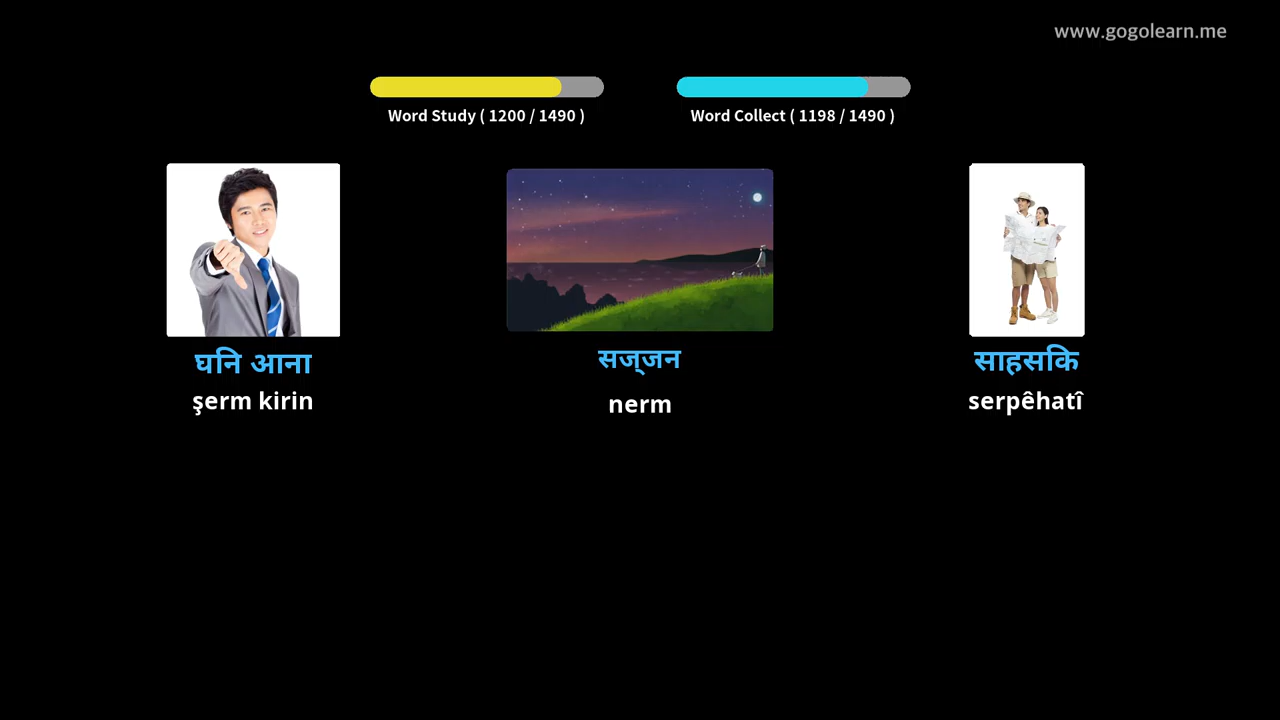 www.gogolearn.me
Word Study ( 1200 / 1490 )
Word Collect ( 1198 / 1490 )
घनि आना
şerm kirin
सज्जन
nerm
साहसकि
serpêhatî